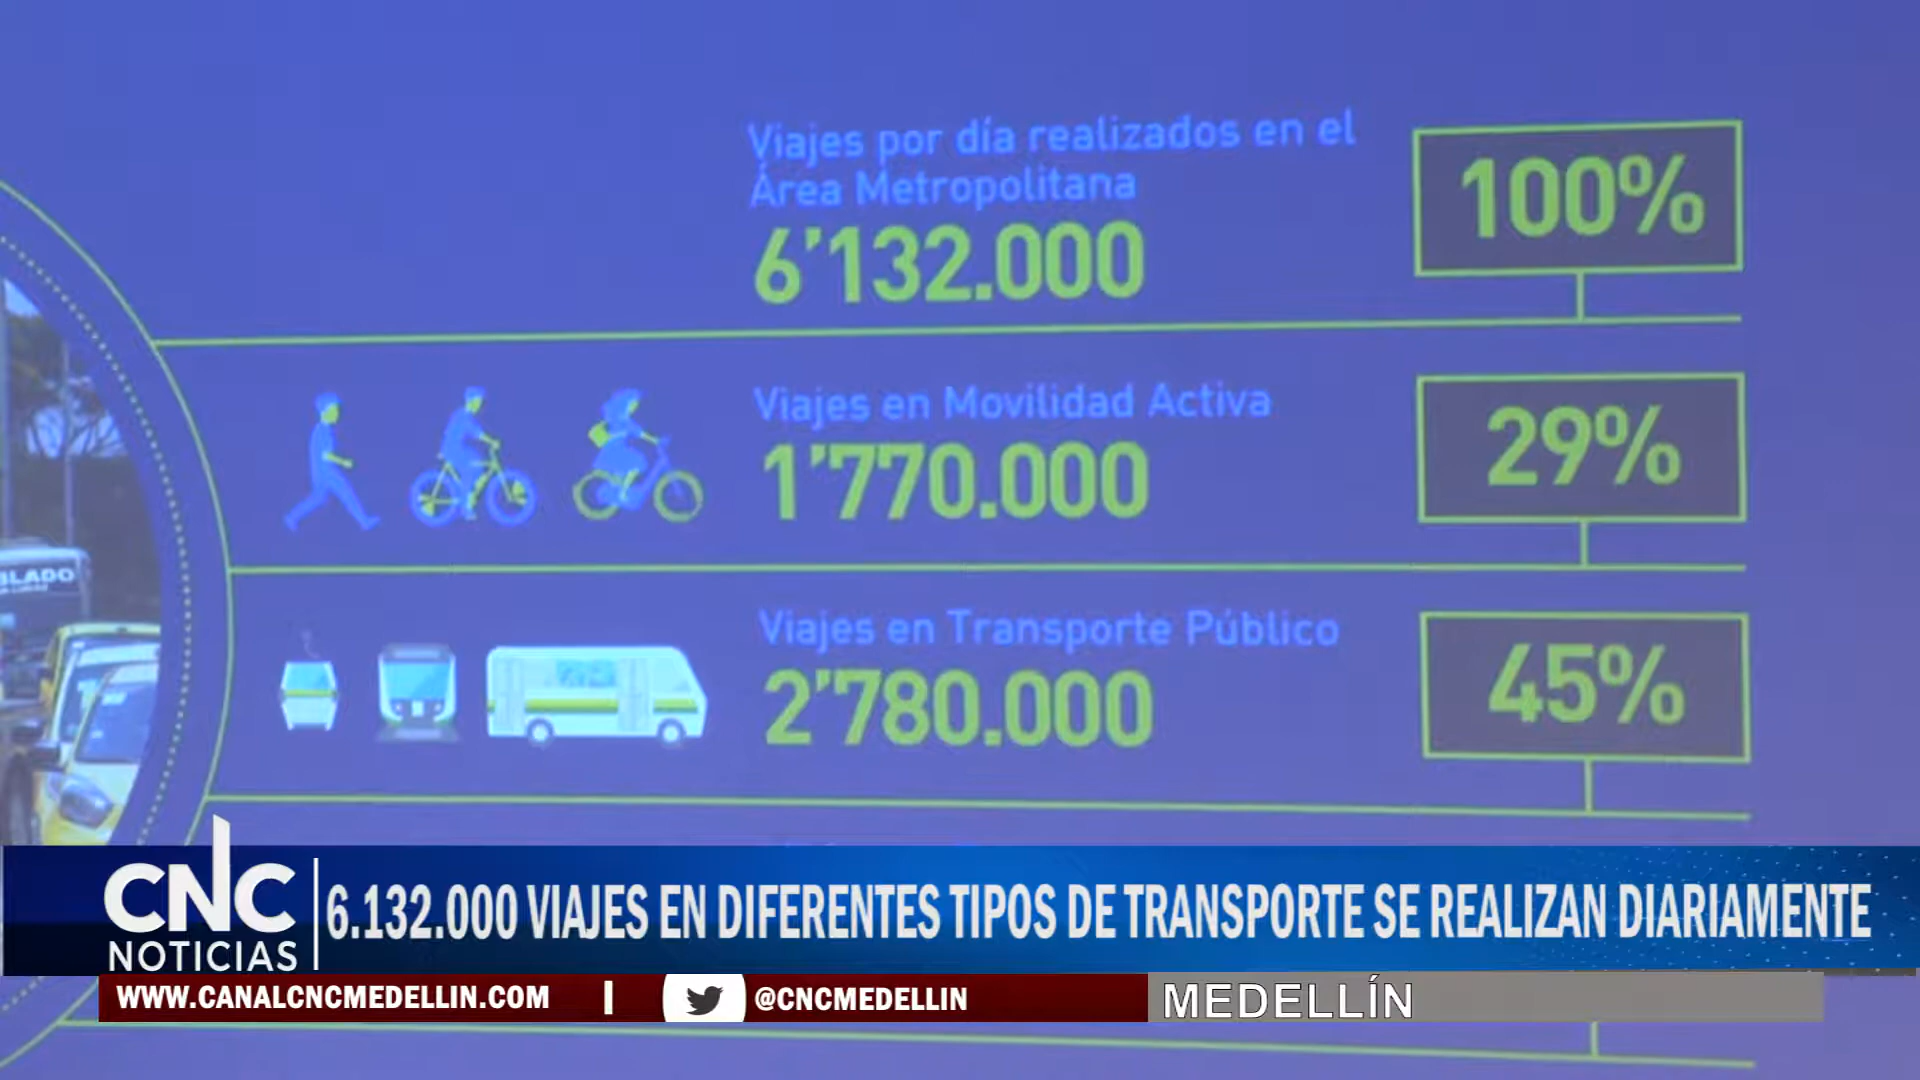 Viajes por día realizados en el
Área Metropolitana
6'132.000
100%
Viajes en Movilidad Activa
1'770.000
29%
Viajes en Transporte Público
2'780.000
45%
BLADO
CNC
NOTICIAS
6.132.000 VIAJES EN DIFERENTES TIPOS DE TRANSPORTE SE REALIZAN DIARIAMENTE
WWW.CANALCNCMEDELLIN.COM
@CNCMEDELLIN
MEDELLÍN